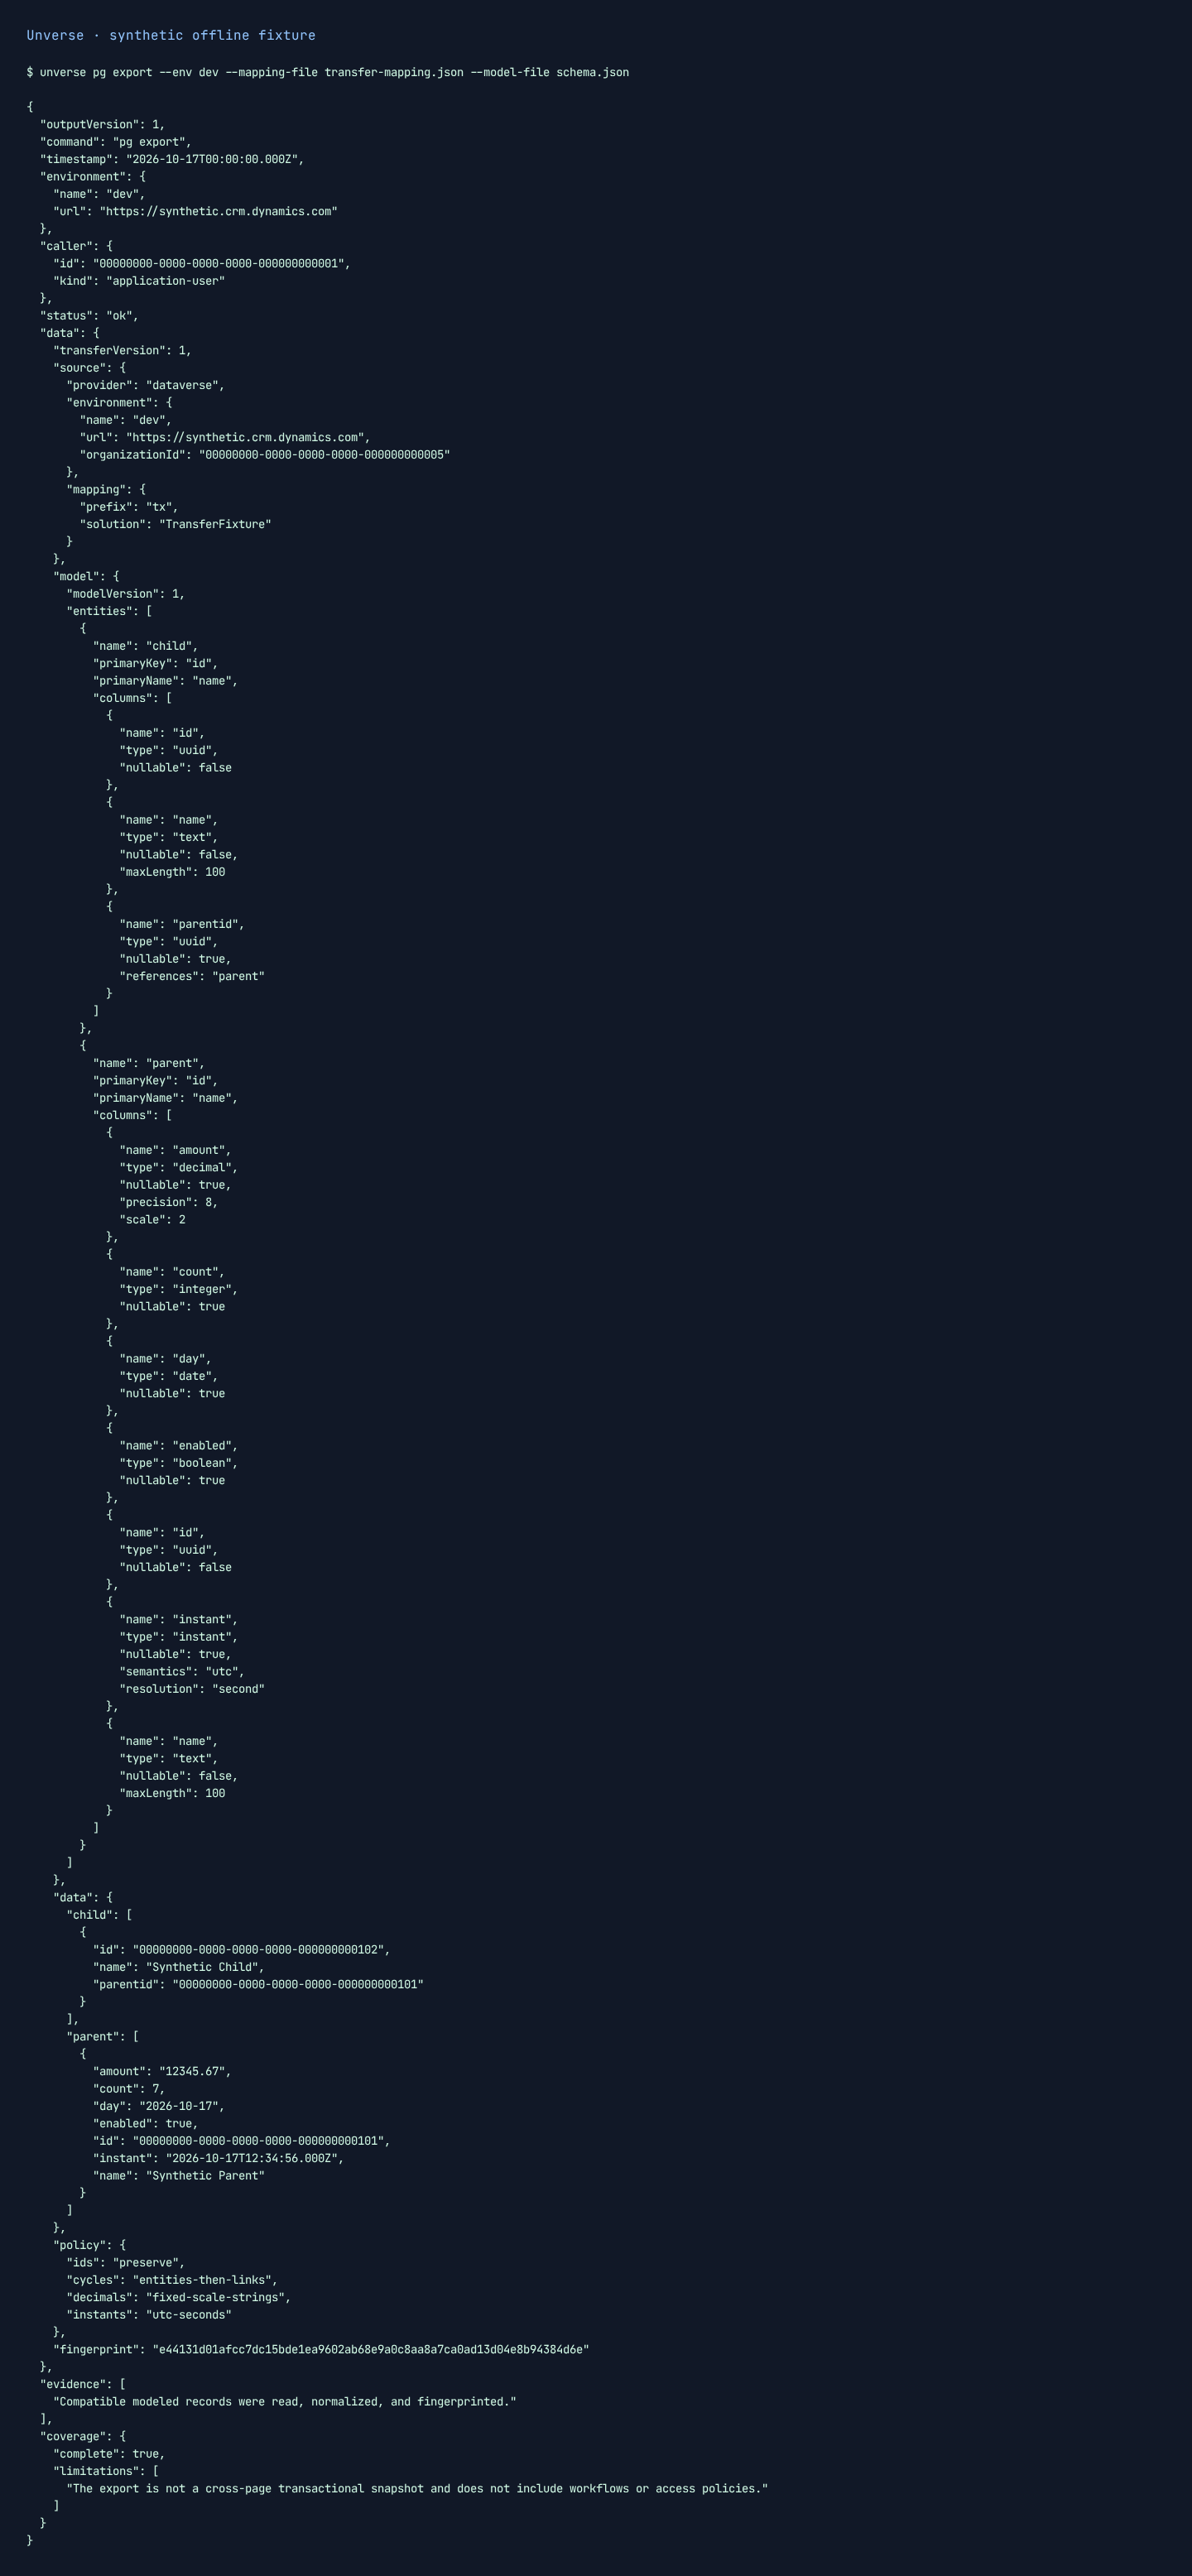 Unverse · synthetic offline fixture
$ unverse pg export --env dev --mapping-file transfer-mapping.json --model-file schema.json
{
  "outputVersion": 1,
  "command": "pg export",
  "timestamp": "2026-10-17T00:00:00.000Z",
  "environment": {
    "name": "dev",
    "url": "https://synthetic.crm.dynamics.com"
  },
  "caller": {
    "id": "00000000-0000-0000-0000-000000000001",
    "kind": "application-user"
  },
  "status": "ok",
  "data": {
    "transferVersion": 1,
    "source": {
      "provider": "dataverse",
      "environment": {
        "name": "dev",
        "url": "https://synthetic.crm.dynamics.com",
        "organizationId": "00000000-0000-0000-0000-000000000005"
      },
      "mapping": {
        "prefix": "tx",
        "solution": "TransferFixture"
      }
    },
    "model": {
      "modelVersion": 1,
      "entities": [
        {
          "name": "child",
          "primaryKey": "id",
          "primaryName": "name",
          "columns": [
            {
              "name": "id",
              "type": "uuid",
              "nullable": false
            },
            {
              "name": "name",
              "type": "text",
              "nullable": false,
              "maxLength": 100
            },
            {
              "name": "parentid",
              "type": "uuid",
              "nullable": true,
              "references": "parent"
            }
          ]
        },
        {
          "name": "parent",
          "primaryKey": "id",
          "primaryName": "name",
          "columns": [
            {
              "name": "amount",
              "type": "decimal",
              "nullable": true,
              "precision": 8,
              "scale": 2
            },
            {
              "name": "count",
              "type": "integer",
              "nullable": true
            },
            {
              "name": "day",
              "type": "date",
              "nullable": true
            },
            {
              "name": "enabled",
              "type": "boolean",
              "nullable": true
            },
            {
              "name": "id",
              "type": "uuid",
              "nullable": false
            },
            {
              "name": "instant",
              "type": "instant",
              "nullable": true,
              "semantics": "utc",
              "resolution": "second"
            },
            {
              "name": "name",
              "type": "text",
              "nullable": false,
              "maxLength": 100
            }
          ]
        }
      ]
    },
    "data": {
      "child": [
        {
          "id": "00000000-0000-0000-0000-000000000102",
          "name": "Synthetic Child",
          "parentid": "00000000-0000-0000-0000-000000000101"
        }
      ],
      "parent": [
        {
          "amount": "12345.67",
          "count": 7,
          "day": "2026-10-17",
          "enabled": true,
          "id": "00000000-0000-0000-0000-000000000101",
          "instant": "2026-10-17T12:34:56.000Z",
          "name": "Synthetic Parent"
        }
      ]
    },
    "policy": {
      "ids": "preserve",
      "cycles": "entities-then-links",
      "decimals": "fixed-scale-strings",
      "instants": "utc-seconds"
    },
    "fingerprint": "e44131d01afcc7dc15bde1ea9602ab68e9a0c8aa8a7ca0ad13d04e8b94384d6e"
  },
  "evidence": [
    "Compatible modeled records were read, normalized, and fingerprinted."
  ],
  "coverage": {
    "complete": true,
    "limitations": [
      "The export is not a cross-page transactional snapshot and does not include workflows or access policies."
    ]
  }
}